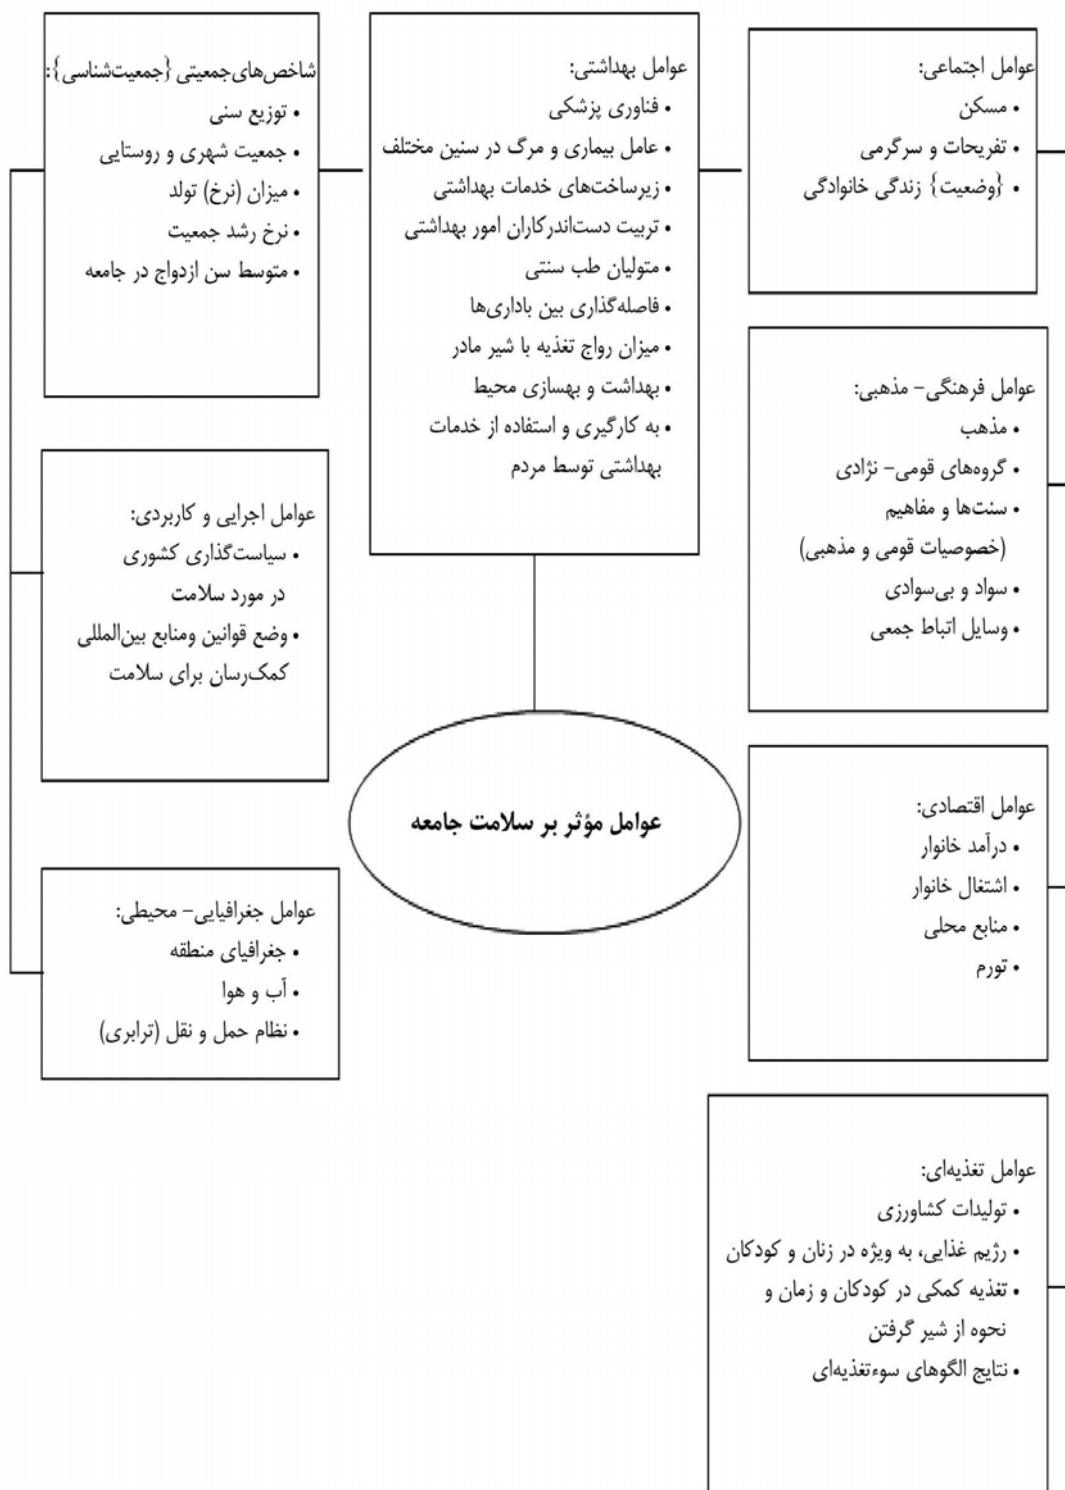 عوامل اجتماعی:
• مسکن
• تفریحات و سرگرمی
• {وضعیت} زندگی خانوادگی
عوامل بهداشتی:
• فناوری پزشکی
• عامل بیماری و مرگ در سنین مختلف
• زیرساخت‌های خدمات بهداشتی
• تربیت دست‌اندرکاران امور بهداشتی
• متولیان طب سنتی
• فاصله‌گذاری بین باداری‌ها
• میزان رواج تغذیه با شیر مادر
• بهداشت و بهسازی محیط
• به کارگیری و استفاده از خدمات
بهداشتی توسط مردم
شاخص‌های‌جمعیتی {جمعیت‌شناسی}:
• توزیع سنی
• جمعیت شهری و روستایی
• میزان (نرخ) تولد
• نرخ رشد جمعیت
• متوسط سن ازدواج در جامعه
عوامل فرهنگی- مذهبی:
• مذهب
• گروه‌های قومی- نژادی
• سنت‌ها و مفاهیم
(خصوصیات قومی و مذهبی)
• سواد و بی‌سوادی
• وسایل اتباط جمعی
عوامل اجرایی و کاربردی:
• سیاست‌گذاری کشوری
در مورد سلامت
• وضع قوانین ومنابع بین‌المللی
کمک‌رسان برای سلامت
عوامل مؤثر بر سلامت جامعه
عوامل اقتصادی:
• درآمد خانوار
• اشتغال خانوار
• منابع محلی
• تورم
عوامل جغرافیایی- محیطی:
• جغرافیای منطقه
• آب و هوا
• نظام حمل و نقل (ترابری)
عوامل تغذیه‌ای:
• تولیدات کشاورزی
• رژیم غذایی، به ویژه در زنان و کودکان
• تغذیه کمکی در کودکان و زمان و
نحوه از شیر گرفتن
• نتایج الگوهای سوءتغذیه‌ای